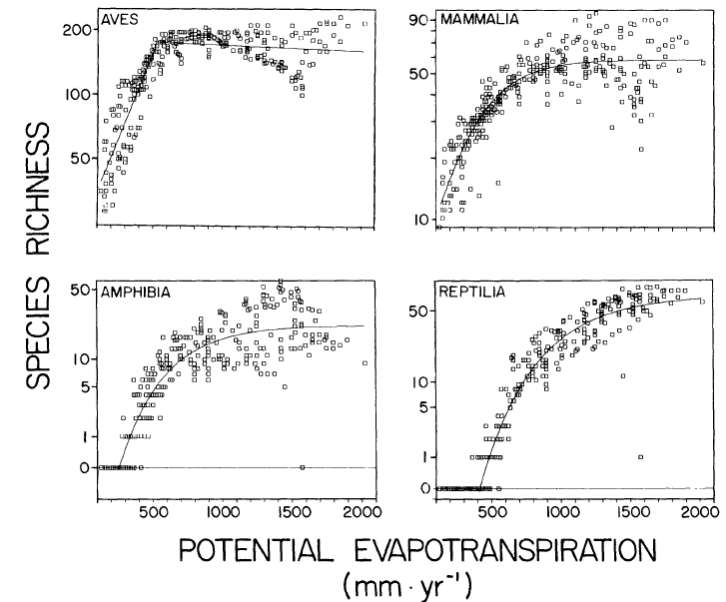 AVES
200
100
50
MAMMALIA
90
50
10
SPECIES RICHNESS
AMPHIBIA
50
10
5
1
0
500 1000 1500 2000
REPTILIA
50
10
5
1
0
500 1000 1500 2000
POTENTIAL EVAPOTRANSPIRATION
(mm · yr⁻¹)